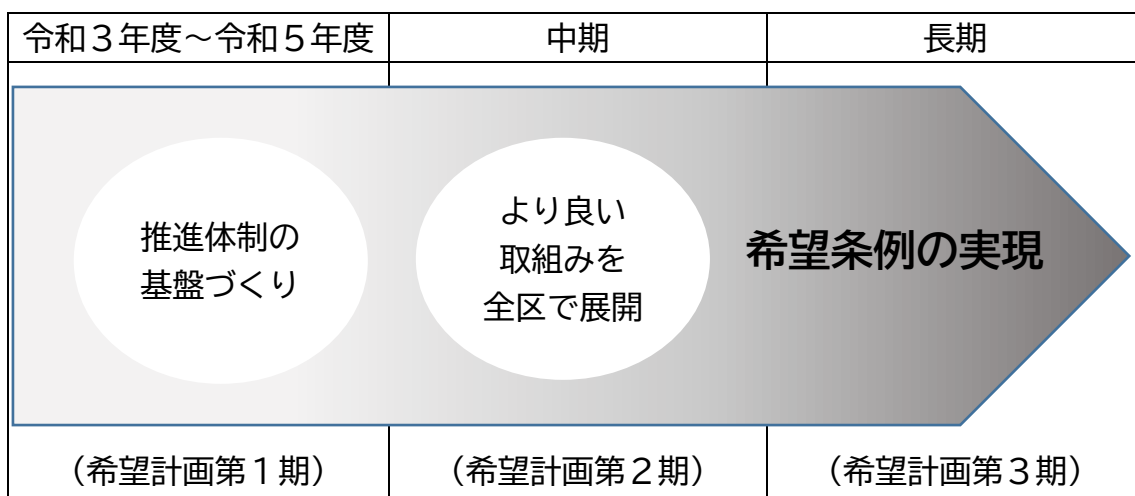 令和３年度～令和５年度
中期
長期
推進体制の
基盤づくり
より良い
取組みを
全区で展開
希望条例の実現
（希望計画第１期）
（希望計画第２期）
（希望計画第３期）